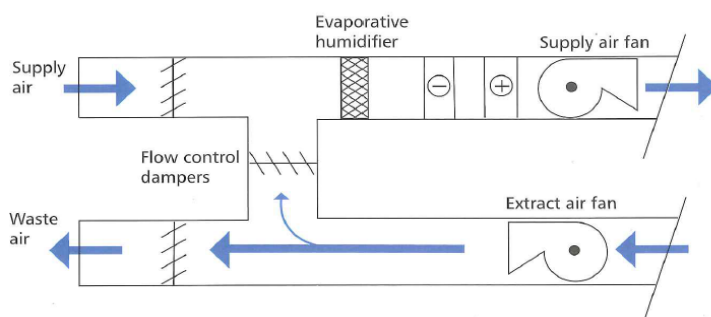 Evaporative
humidifier
Supply air fan
Supply
air
Flow control
dampers
Extract air fan
Waste
air